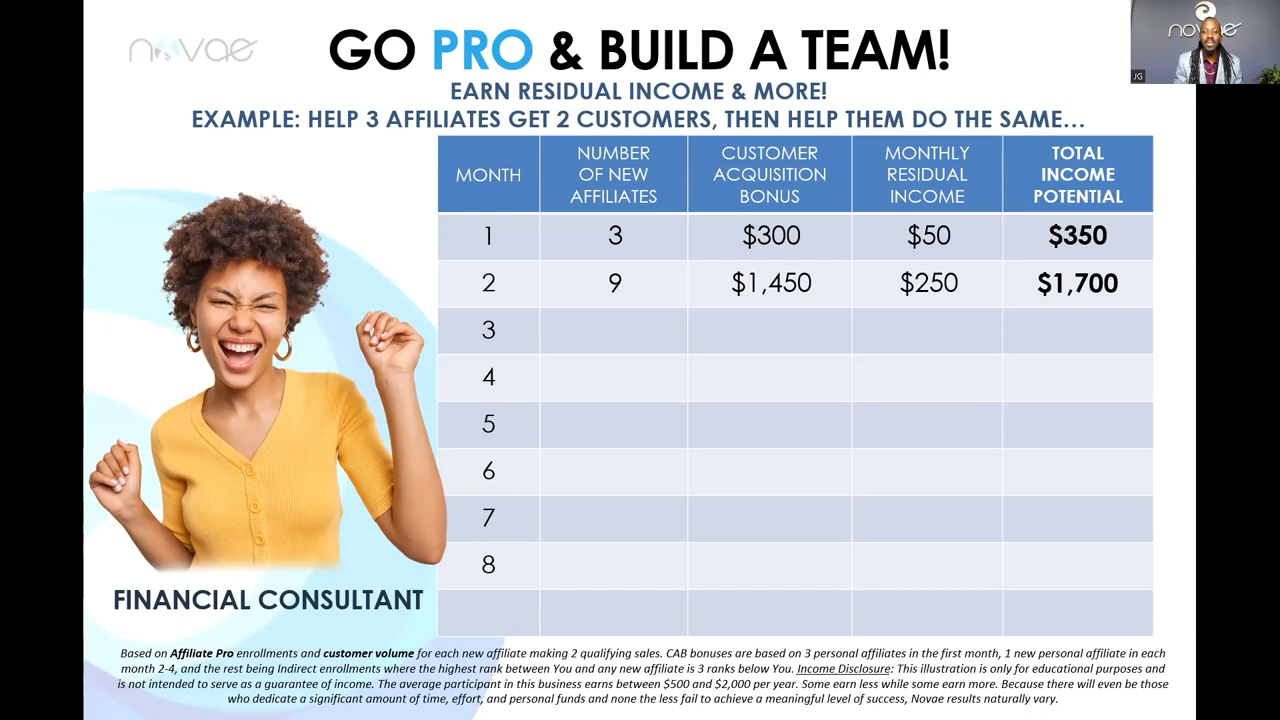 novae
GO PRO & BUILD A TEAM!
novae
JG
EARN RESIDUAL INCOME & MORE!
EXAMPLE: HELP 3 AFFILIATES GET 2 CUSTOMERS, THEN HELP THEM DO THE SAME...
MONTH
NUMBER
OF NEW
AFFILIATES
CUSTOMER
ACQUISITION
BONUS
MONTHLY
RESIDUAL
INCOME
TOTAL
INCOME
POTENTIAL
1 3 $300 $50 $350
2 9 $1,450 $250 $1,700
3
4
5
6
7
8
FINANCIAL CONSULTANT
Based on Affiliate Pro enrollments and customer volume for each new affiliate making 2 qualifying sales. CAB bonuses are based on 3 personal affiliates in the first month, 1 new personal affiliate in each
month 2-4, and the rest being Indirect enrollments where the highest rank between You and any new affiliate is 3 ranks below You. Income Disclosure: This illustration is only for educational purposes and
is not intended to serve as a guarantee of income. The average participant in this business earns between $500 and $2,000 per year. Some earn less while some earn more. Because there will even be those
who dedicate a significant amount of time, effort, and personal funds and none the less fail to achieve a meaningful level of success, Novae results naturally vary.